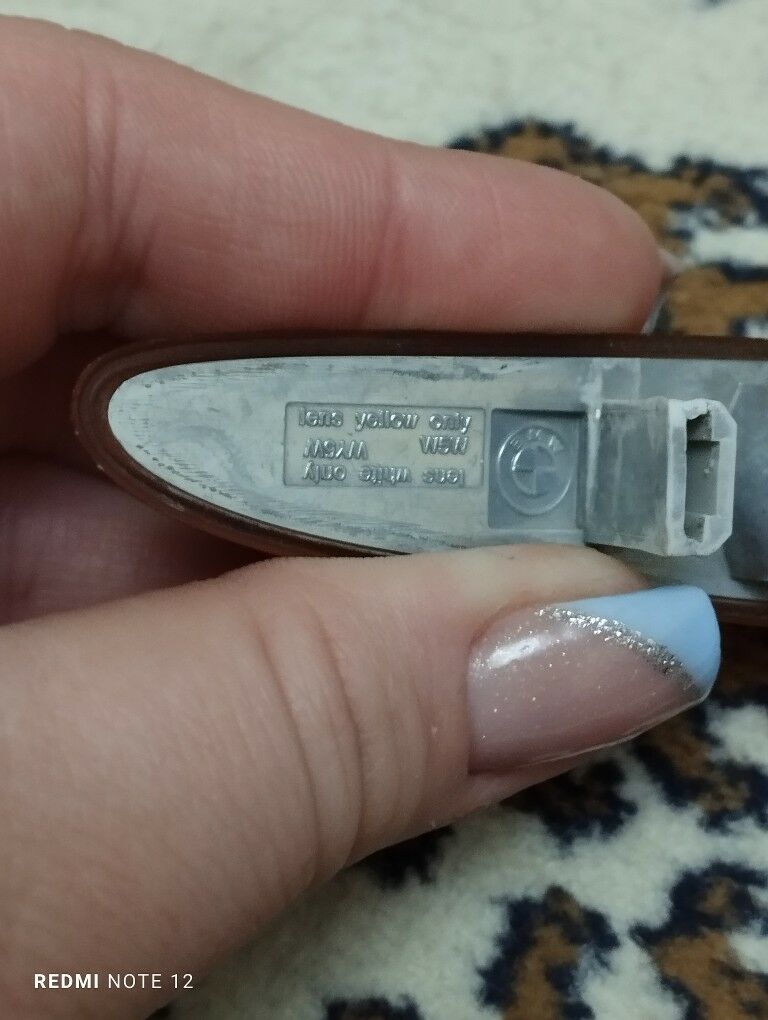 lens yellow only
W5W WY5W
lens white only
BMW
REDMI NOTE 12